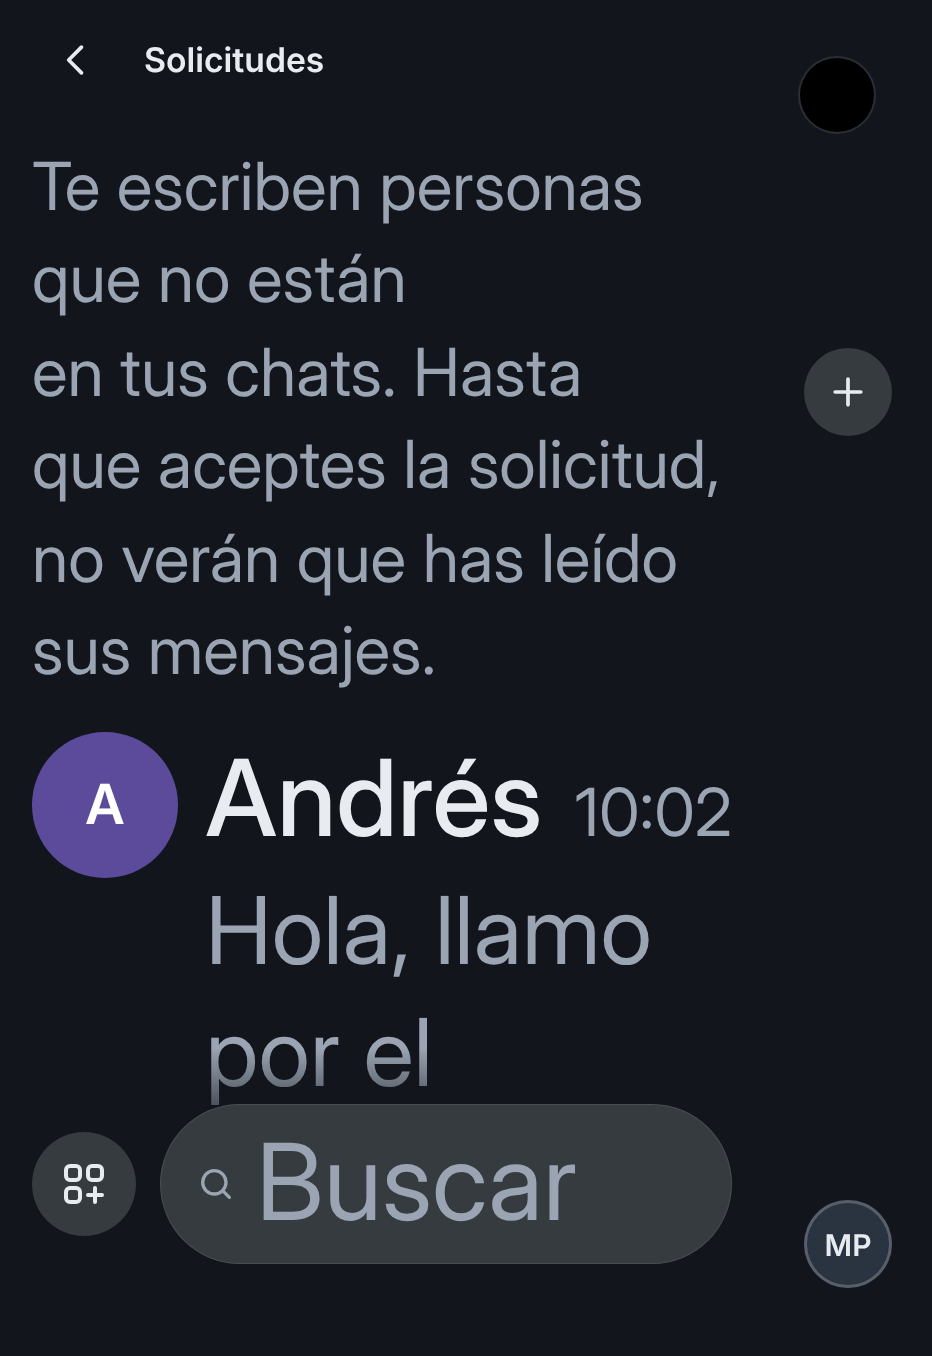 Solicitudes
Te escriben personas
que no están
en tus chats. Hasta
que aceptes la solicitud,
no verán que has leído
sus mensajes.
A
Andrés 10:02
Hola, llamo
por el
Buscar
MP